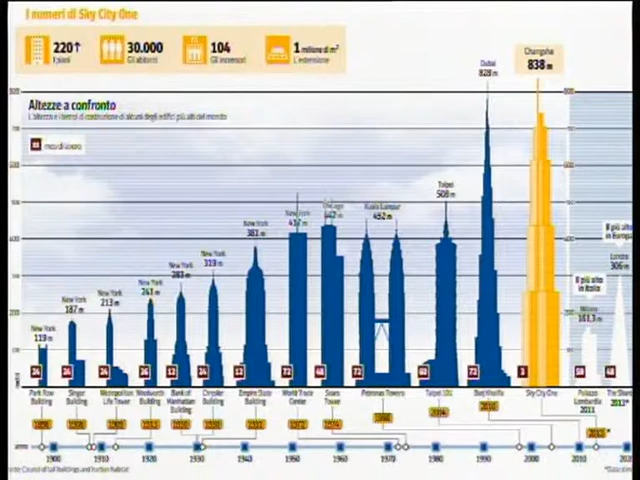 I numeri di Sky City One
220↑ 30.000 104 1 milione di m²
I piani Gli abitanti Gli ascensori L'estensione
Changsha
838 m
Dubai
828 m
Altezze a confronto
L'altezza e i tempi di costruzione di alcuni degli edifici più alti del mondo
mesi di lavoro
New York
119 m
New York
187 m
New York
213 m
New York
241 m
New York
283 m
New York
319 m
New York
381 m
New York
417 m
Chicago
442 m
Kuala Lumpur
452 m
Taipei
508 m
Il più alto
in Europa
Londra
306 m
Il più alto
in Italia
Milano
161,3 m
Park Row
Building
Singer
Building
Metropolitan
Life Tower
Woolworth
Building
Bank of
Manhattan
Building
Chrysler
Building
Empire State
Building
World Trade
Center
Sears
Tower
Petronas Towers
Taipei 101
Burj Khalifa
Sky City One
Palazzo
Lombardia
2011
The Shard
2012*
1900 1910 1920 1930 1940 1950 1960 1970 1980 1990 2000 2010 2020